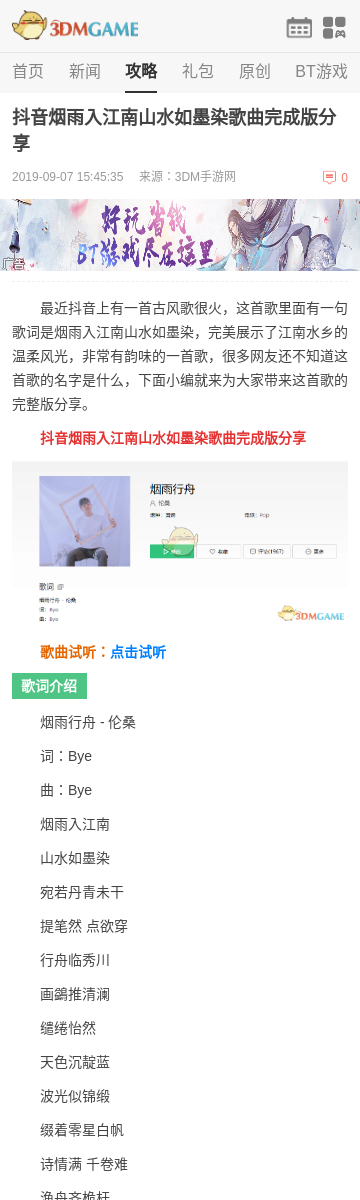 3DMGAME
首页 新闻 攻略 礼包 原创 BT游戏
抖音烟雨入江南山水如墨染歌曲完成版分
享
2019-09-07 15:45:35 来源：3DM手游网 0
好玩省钱
BT游戏尽在这里
广告
最近抖音上有一首古风歌很火，这首歌里面有一句
歌词是烟雨入江南山水如墨染，完美展示了江南水乡的
温柔风光，非常有韵味的一首歌，很多网友还不知道这
首歌的名字是什么，下面小编就来为大家带来这首歌的
完整版分享。
抖音烟雨入江南山水如墨染歌曲完成版分享
烟雨行舟
伦桑
语种：国语 流派：Pop
收藏 评论(1967) 更多
歌词
烟雨行舟 - 伦桑
词：Bye
曲：Bye
3DMGAME
歌曲试听：点击试听
歌词介绍
烟雨行舟 - 伦桑
词：Bye
曲：Bye
烟雨入江南
山水如墨染
宛若丹青未干
提笔然 点欲穿
行舟临秀川
画鷁推清澜
缱绻怡然
天色沉靛蓝
波光似锦缎
缀着零星白帆
诗情满 千卷难
渔舟齐桅杆